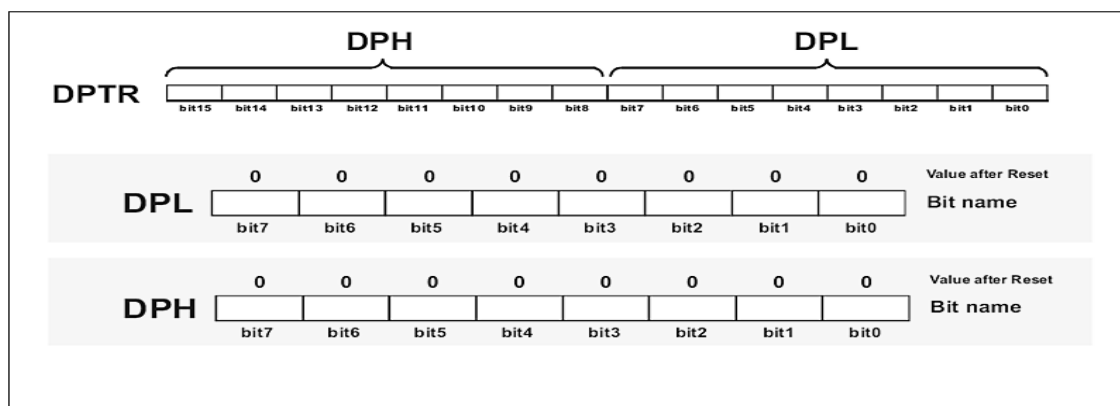 DPH DPL
DPTR
bit15 bit14 bit13 bit12 bit11 bit10 bit9 bit8 bit7 bit6 bit5 bit4 bit3 bit2 bit1 bit0
0 0 0 0 0 0 0 0 Value after Reset
DPL Bit name
bit7 bit6 bit5 bit4 bit3 bit2 bit1 bit0
0 0 0 0 0 0 0 0 Value after Reset
DPH Bit name
bit7 bit6 bit5 bit4 bit3 bit2 bit1 bit0